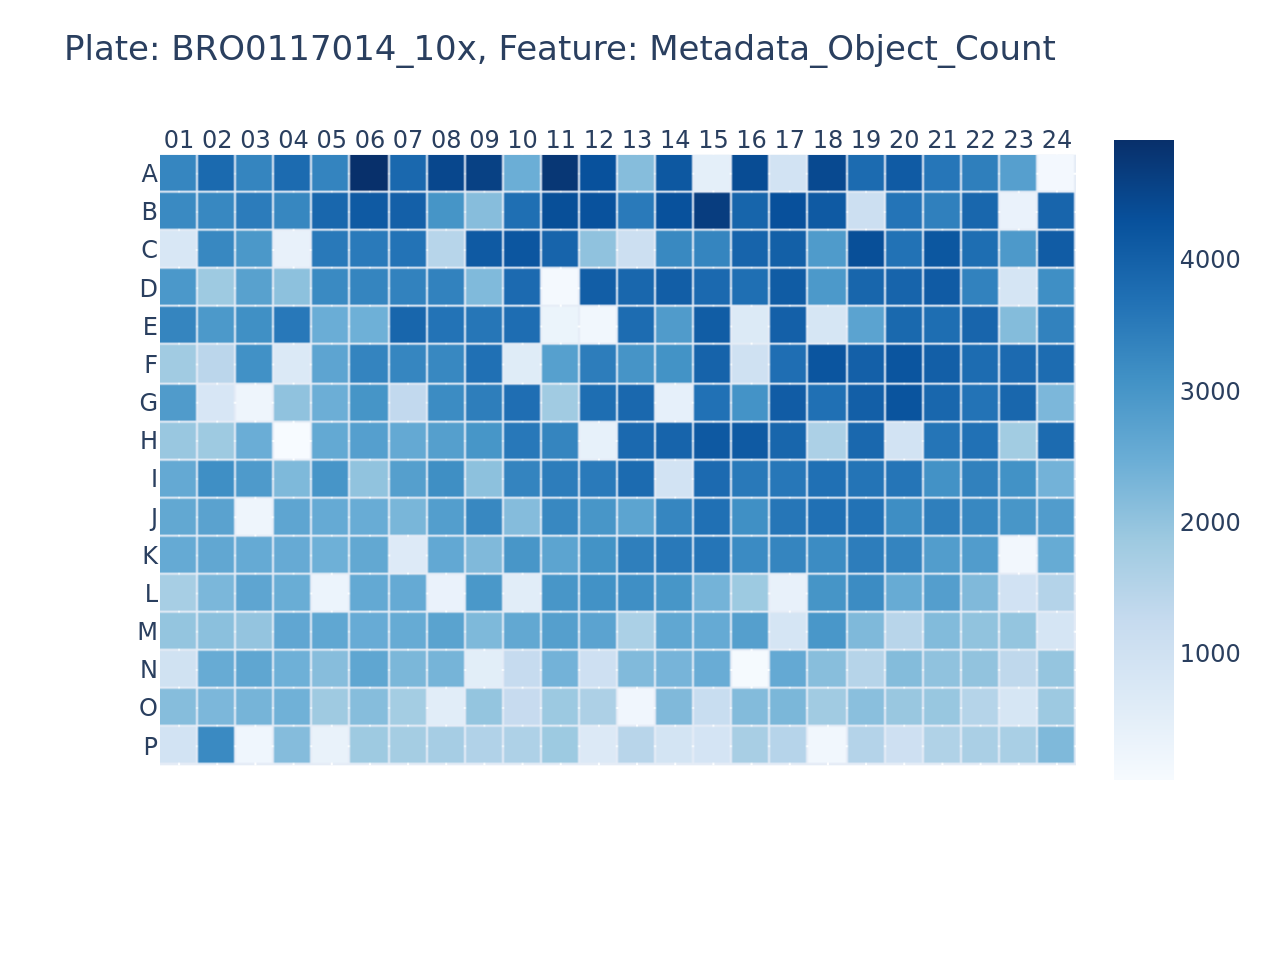 Plate: BRO0117014_10x, Feature: Metadata_Object_Count
01 02 03 04 05 06 07 08 09 10 11 12 13 14 15 16 17 18 19 20 21 22 23 24
A
B
C
D
E
F
G
H
I
J
K
L
M
N
O
P
4000
3000
2000
1000